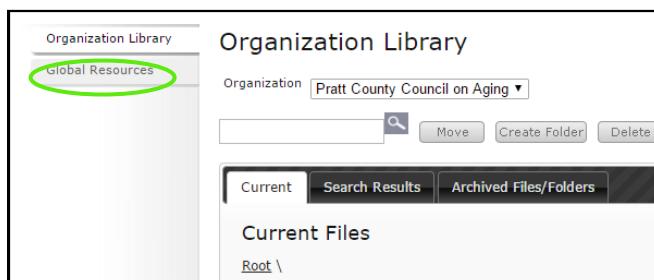 Organization Library
Global Resources
Organization Library
Organization Pratt County Council on Aging
Move Create Folder Delete
Current Search Results Archived Files/Folders
Current Files
Root \